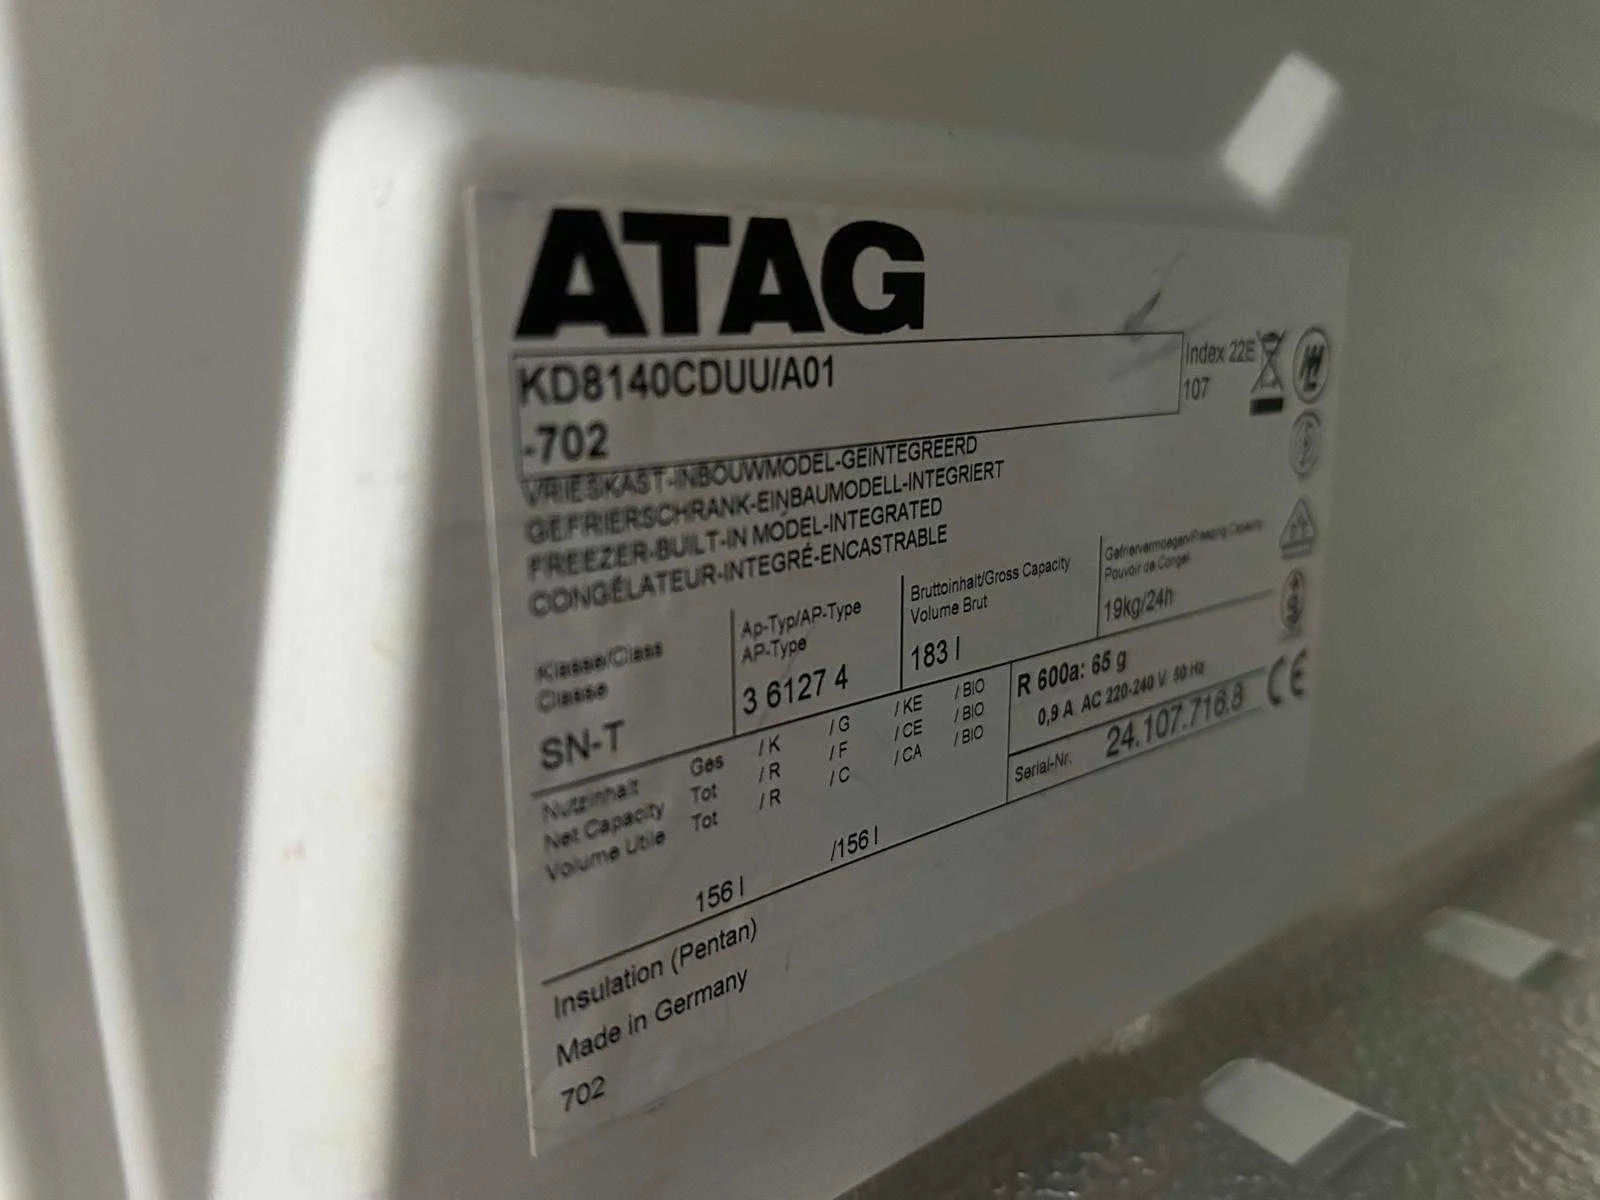 ATAG
KD8140CDUU/A01
-702
Index 22E
107
VRIESKAST-INBOUWMODEL-GEINTEGREERD
GEFRIERSCHRANK-EINBAUMODELL-INTEGRIERT
FREEZER-BUILT-IN MODEL-INTEGRATED
CONGÉLATEUR-INTEGRÉ-ENCASTRABLE
Klasse/Class
Classe
SN-T
Ap-Typ/AP-Type
AP-Type
3 6127 4
Bruttoinhalt/Gross Capacity
Volume Brut
183 l
Gefriervermoegen/Freezing Capacity
Pouvoir de Congel.
19kg/24h
Nutzinhalt Ges /K /G /KE /BIO
Net Capacity Tot /R /F /CE /BIO
Volume Utile Tot /R /C /CA /BIO
156 l /156 l
R 600a: 65 g
0,9 A AC 220-240 V 50 Hz
Serial-Nr. 24.107.716.8
CE
Insulation (Pentan)
Made in Germany
702